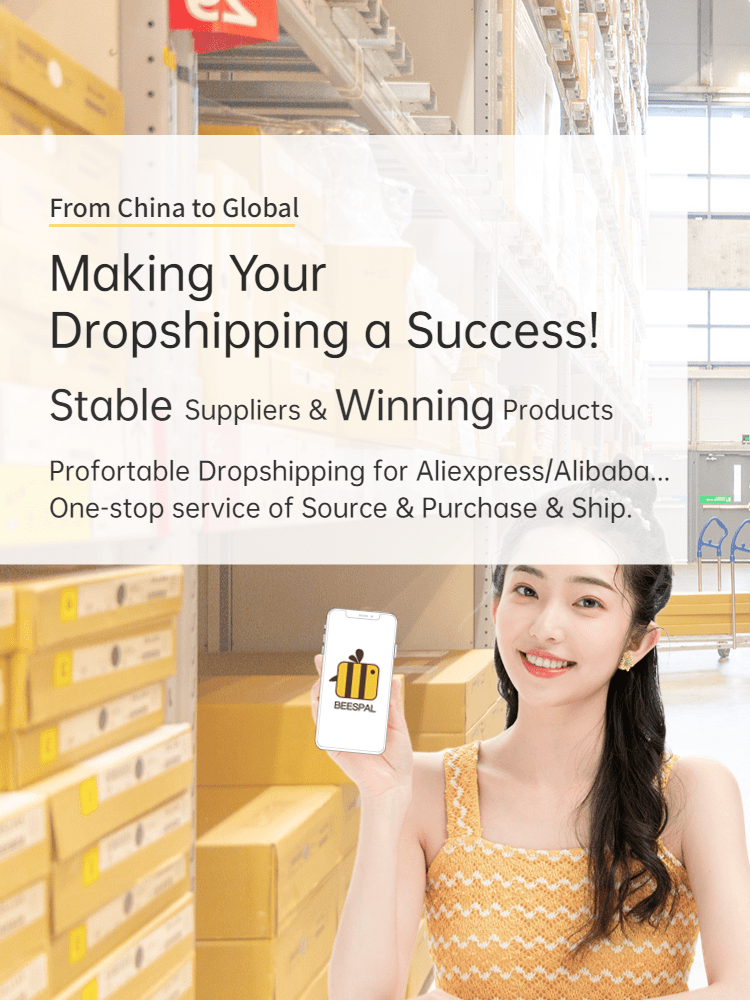 29
From China to Global
Making Your
Dropshipping a Success!
Stable Suppliers & Winning Products
Profortable Dropshipping for Aliexpress/Alibaba...
One-stop service of Source & Purchase & Ship.
BEESPAL